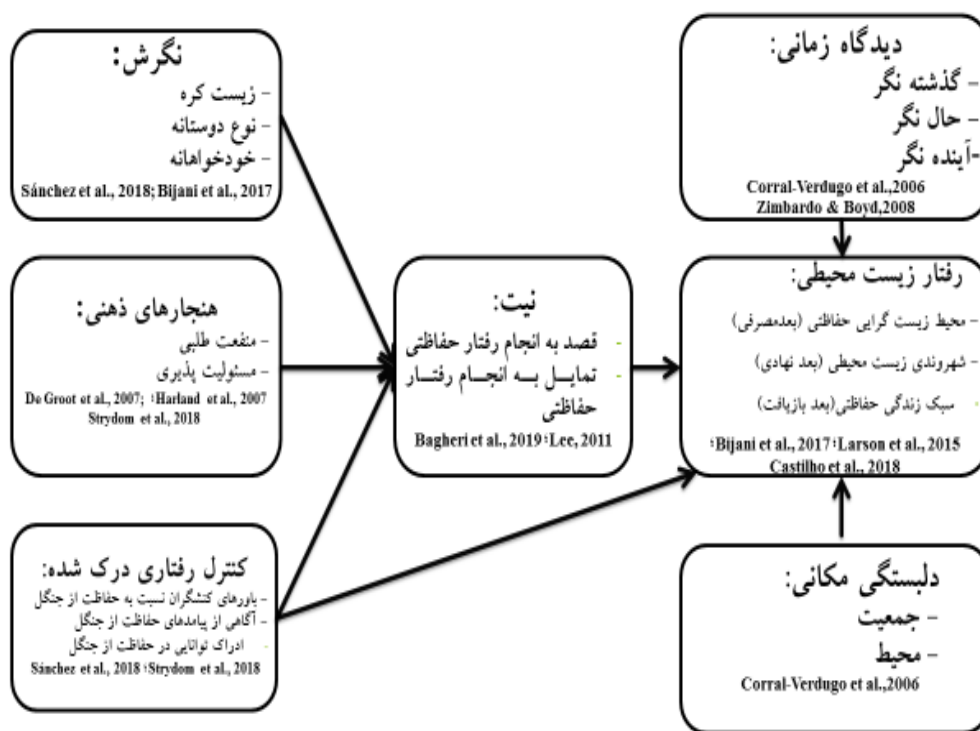 نگرش:
- زیست کره
- نوع دوستانه
- خودخواهانه
Sánchez et al., 2018; Bijani et al., 2017
هنجارهای ذهنی:
- منفعت طلبی
- مسئولیت پذیری
De Groot et al., 2007; ؛Harland et al., 2007
Strydom et al., 2018
کنترل رفتاری درک شده:
- باورهای کنشگران نسبت به حفاظت از جنگل
- آگاهی از پیامدهای حفاظت از جنگل
- ادراک توانایی در حفاظت از جنگل
Sánchez et al., 2018؛Strydom et al., 2018
نیت:
- قصد به انجام رفتار حفاظتی
- تمایل به انجام رفتار
حفاظتی
Bagheri et al., 2019؛Lee, 2011
دیدگاه زمانی:
- گذشته نگر
- حال نگر
-آینده نگر
Corral-Verdugo et al.,2006
Zimbardo & Boyd,2008
رفتار زیست محیطی:
- محیط زیست گرایی حفاظتی (بعدمصرفی)
- شهروندی زیست محیطی (بعد نهادی)
- سبک زندگی حفاظتی(بعد بازیافت)
؛Bijani et al., 2017؛Larson et al., 2015
Castilho et al., 2018
دلبستگی مکانی:
- جمعیت
- محیط
Corral-Verdugo et al.,2006